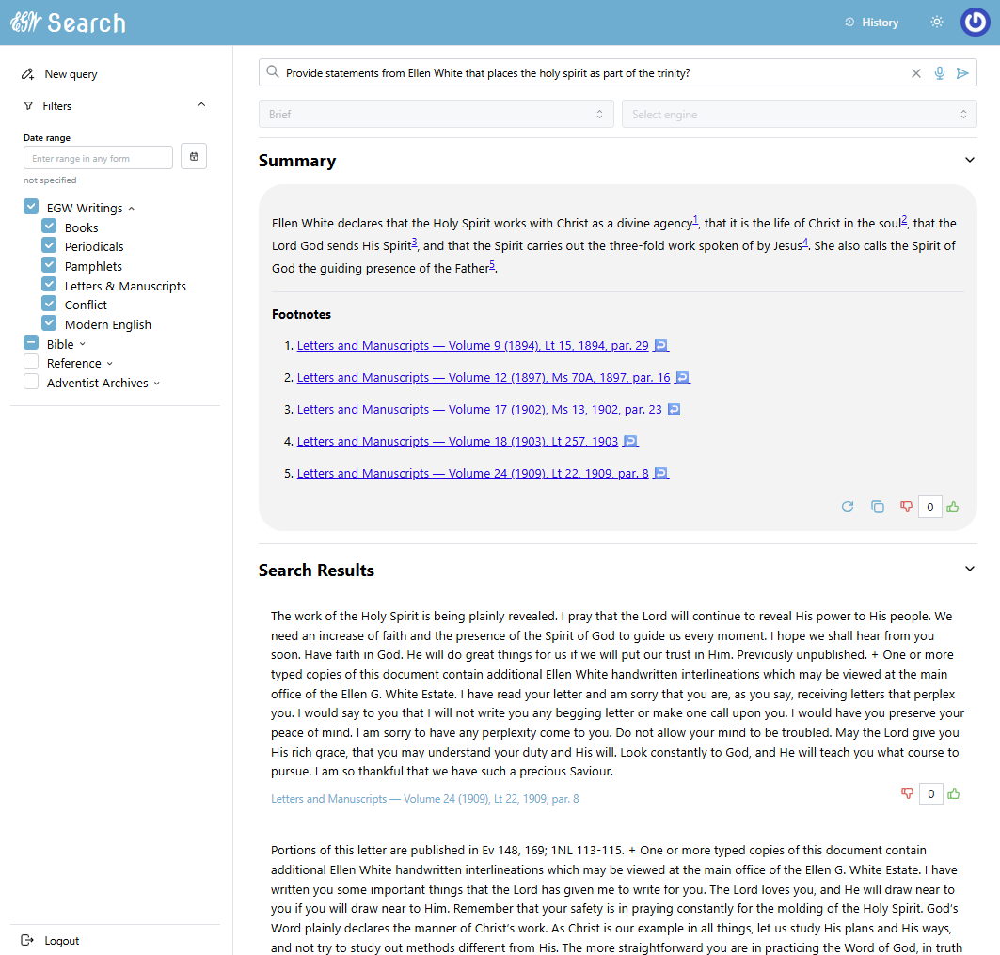 EGW Search
History
New query
Filters
Date range
Enter range in any form
not specified
EGW Writings
Books
Periodicals
Pamphlets
Letters & Manuscripts
Conflict
Modern English
Bible
Reference
Adventist Archives
Logout
Provide statements from Ellen White that places the holy spirit as part of the trinity?
Brief
Select engine
Summary
Ellen White declares that the Holy Spirit works with Christ as a divine agency1, that it is the life of Christ in the soul2, that the
Lord God sends His Spirit3, and that the Spirit carries out the three-fold work spoken of by Jesus4. She also calls the Spirit of
God the guiding presence of the Father5.
Footnotes
1. Letters and Manuscripts — Volume 9 (1894), Lt 15, 1894, par. 29
2. Letters and Manuscripts — Volume 12 (1897), Ms 70A, 1897, par. 16
3. Letters and Manuscripts — Volume 17 (1902), Ms 13, 1902, par. 23
4. Letters and Manuscripts — Volume 18 (1903), Lt 257, 1903
5. Letters and Manuscripts — Volume 24 (1909), Lt 22, 1909, par. 8
0
Search Results
The work of the Holy Spirit is being plainly revealed. I pray that the Lord will continue to reveal His power to His people. We
need an increase of faith and the presence of the Spirit of God to guide us every moment. I hope we shall hear from you
soon. Have faith in God. He will do great things for us if we will put our trust in Him. Previously unpublished. + One or more
typed copies of this document contain additional Ellen White handwritten interlineations which may be viewed at the main
office of the Ellen G. White Estate. I have read your letter and am sorry that you are, as you say, receiving letters that perplex
you. I would say to you that I will not write you any begging letter or make one call upon you. I would have you preserve your
peace of mind. I am sorry to have any perplexity come to you. Do not allow your mind to be troubled. May the Lord give you
His rich grace, that you may understand your duty and His will. Look constantly to God, and He will teach you what course to
pursue. I am so thankful that we have such a precious Saviour.
Letters and Manuscripts — Volume 24 (1909), Lt 22, 1909, par. 8
0
Portions of this letter are published in Ev 148, 169; 1NL 113-115. + One or more typed copies of this document contain
additional Ellen White handwritten interlineations which may be viewed at the main office of the Ellen G. White Estate. I have
written you some important things that the Lord has given me to write for you. The Lord loves you, and He will draw near to
you if you will draw near to Him. Remember that your safety is in praying constantly for the molding of the Holy Spirit. God's
Word plainly declares the manner of Christ's work. As Christ is our example in all things, let us study His plans and His ways,
and not try to study out methods different from His. The more straightforward you are in practicing the Word of God, in truth